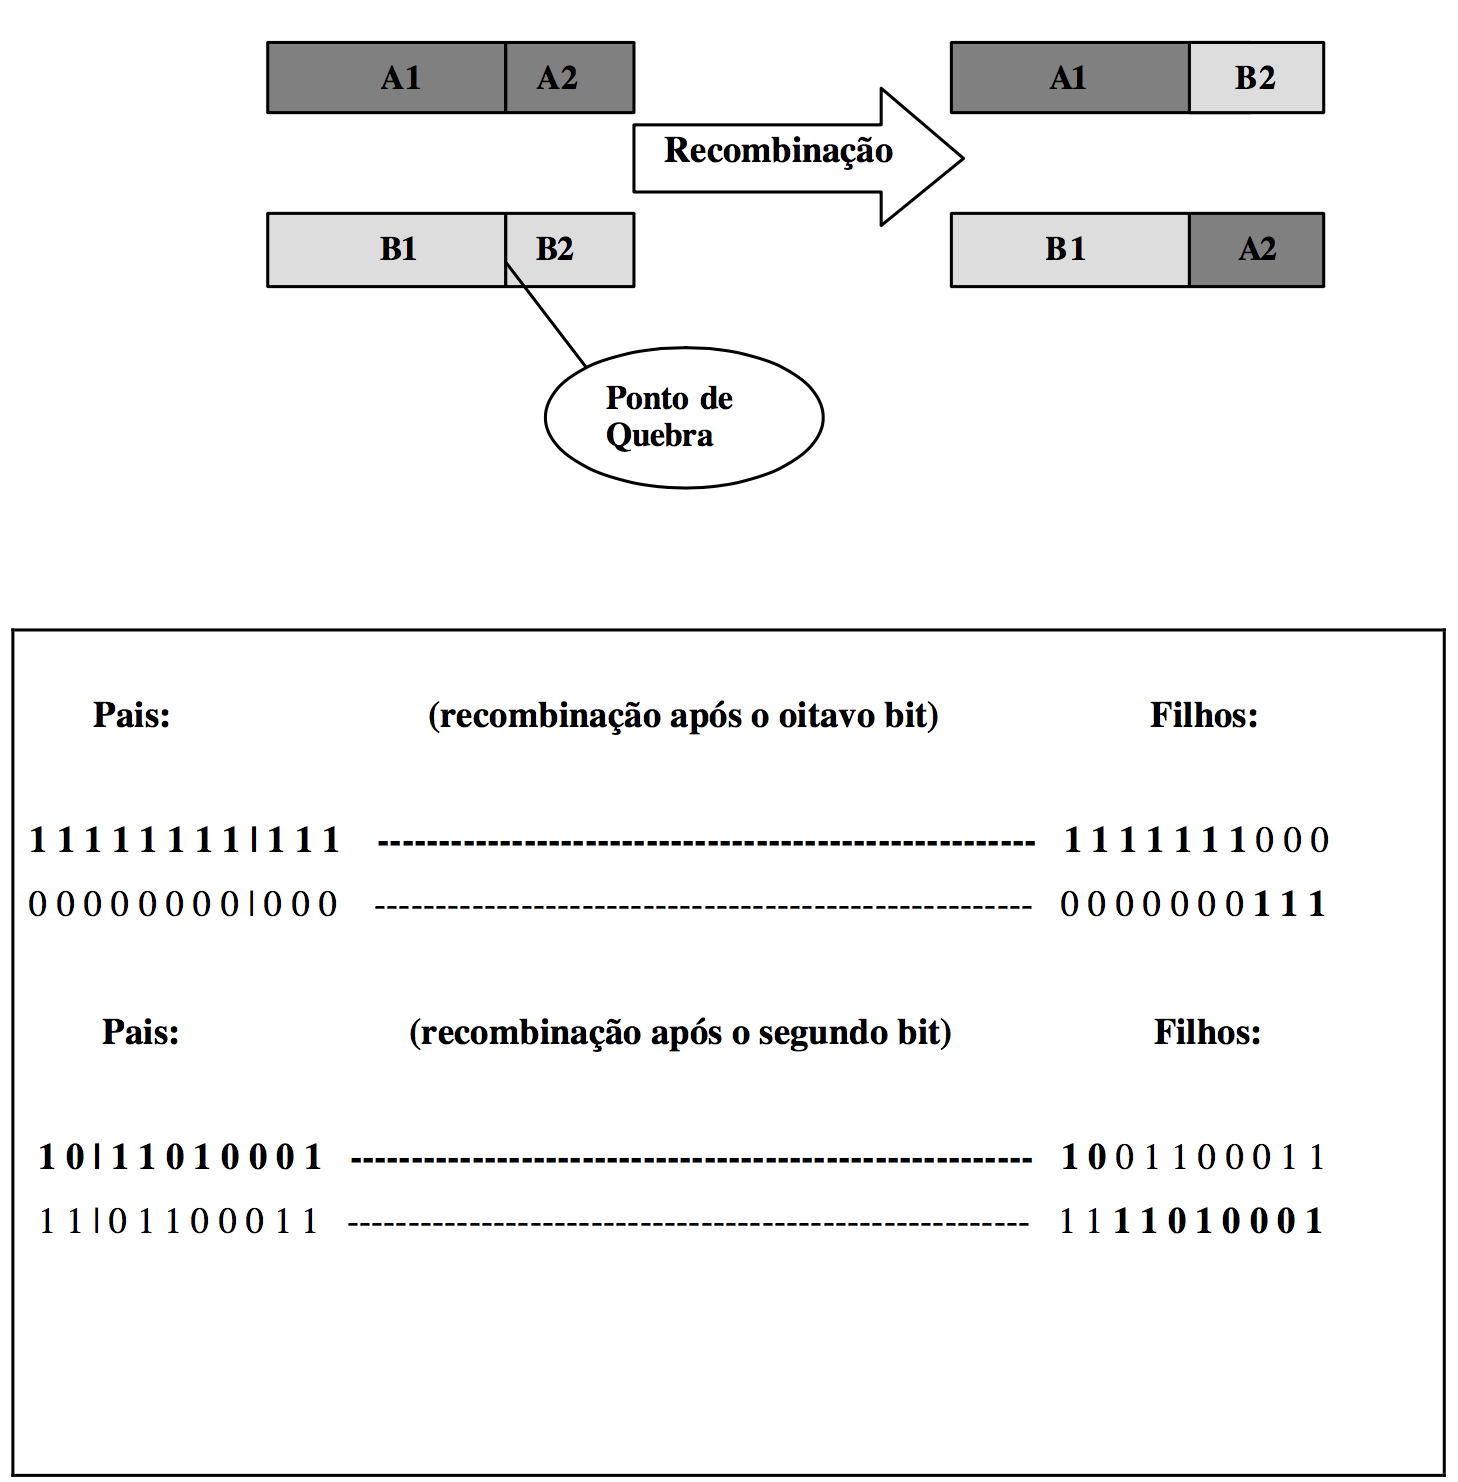 A1 A2 A1 B2
Recombinação
B1 B2 B1 A2
Ponto de
Quebra
Pais: (recombinação após o oitavo bit) Filhos:
1 1 1 1 1 1 1 1 | 1 1 1 ------------------------------------------------------ 1 1 1 1 1 1 1 0 0 0
0 0 0 0 0 0 0 0 | 0 0 0 ------------------------------------------------------ 0 0 0 0 0 0 0 1 1 1
Pais: (recombinação após o segundo bit) Filhos:
1 0 | 1 1 0 1 0 0 0 1 -------------------------------------------------------- 1 0 0 1 1 0 0 0 1 1
1 1 | 0 1 1 0 0 0 1 1 -------------------------------------------------------- 1 1 1 1 0 1 0 0 0 1